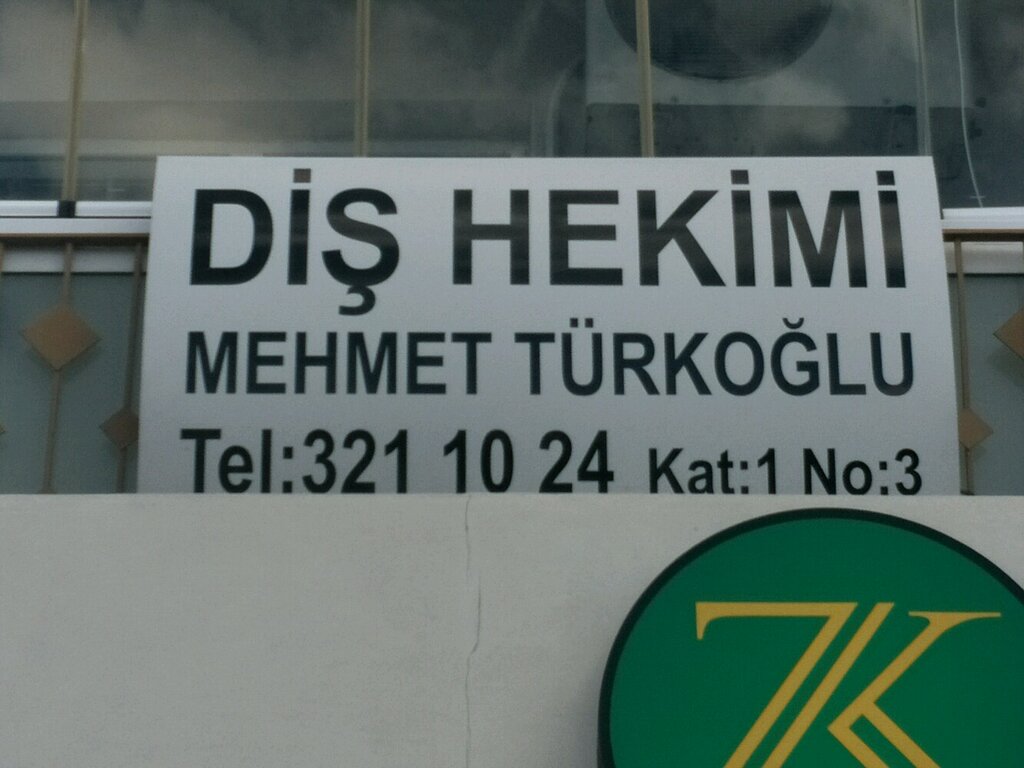 DİŞ HEKİMİ
MEHMET TÜRKOĞLU
Tel:321 10 24 Kat:1 No:3